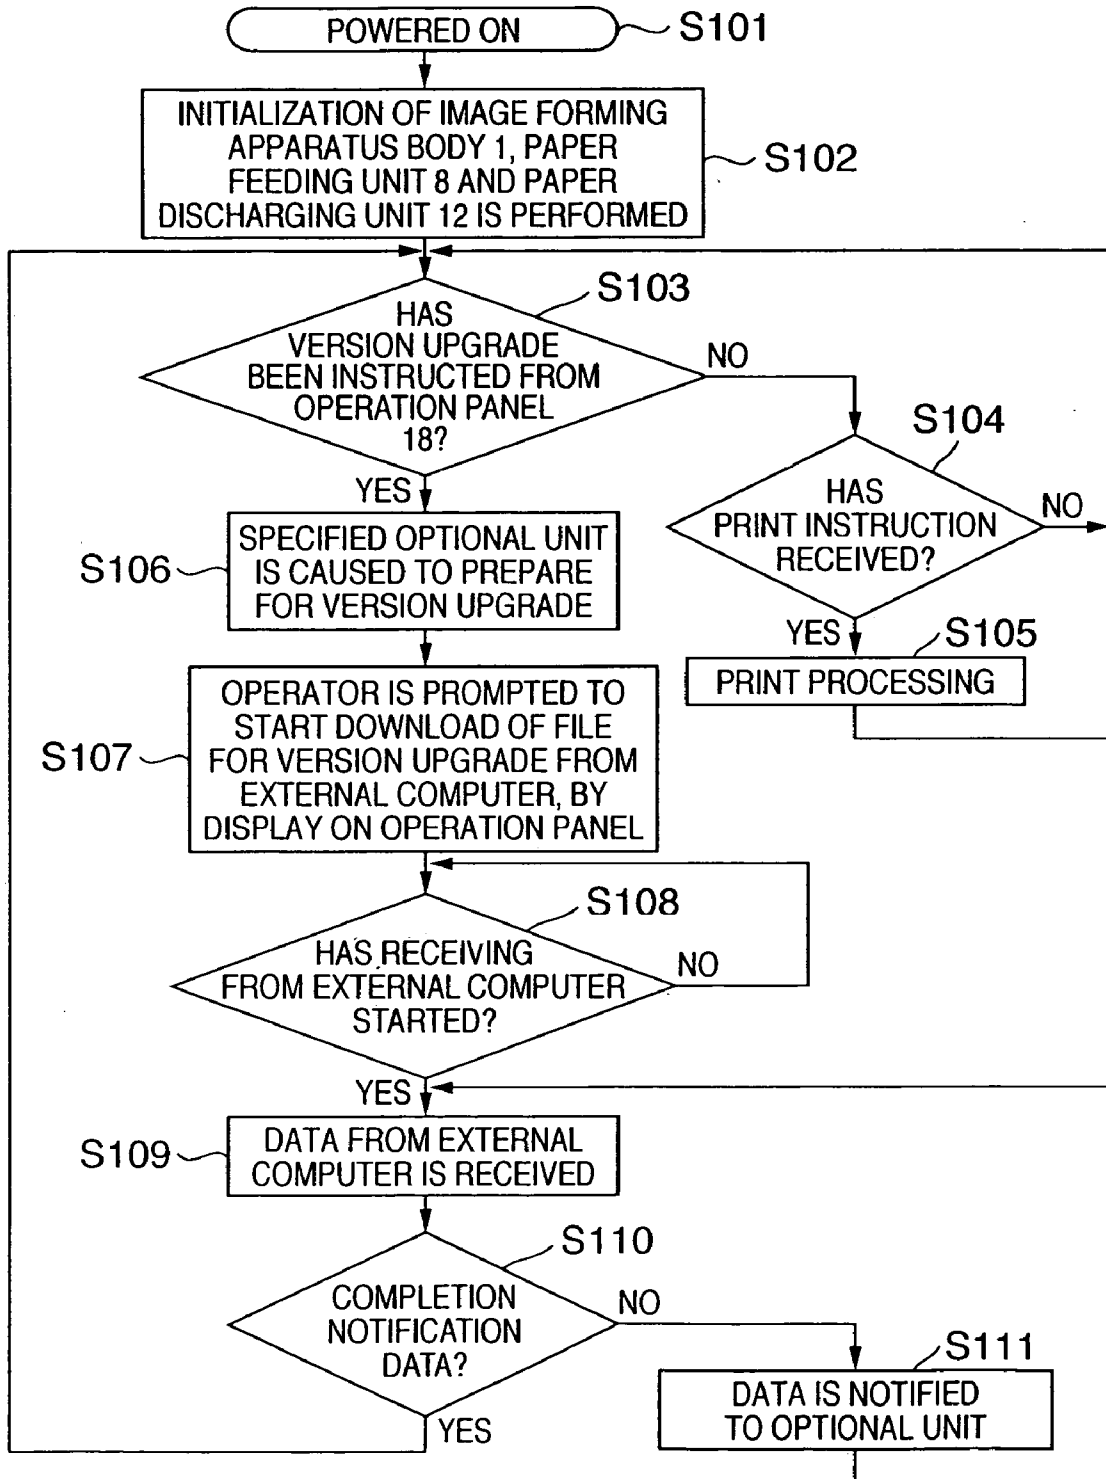 POWERED ON
S101
INITIALIZATION OF IMAGE FORMING
APPARATUS BODY 1, PAPER
FEEDING UNIT 8 AND PAPER
DISCHARGING UNIT 12 IS PERFORMED
S102
S103
HAS
VERSION UPGRADE
BEEN INSTRUCTED FROM
OPERATION PANEL
18?
NO
YES
S104
HAS
PRINT INSTRUCTION
RECEIVED?
NO
YES
S105
PRINT PROCESSING
S106
SPECIFIED OPTIONAL UNIT
IS CAUSED TO PREPARE
FOR VERSION UPGRADE
S107
OPERATOR IS PROMPTED TO
START DOWNLOAD OF FILE
FOR VERSION UPGRADE FROM
EXTERNAL COMPUTER, BY
DISPLAY ON OPERATION PANEL
S108
HAS RECEIVING
FROM EXTERNAL COMPUTER
STARTED?
NO
YES
S109
DATA FROM EXTERNAL
COMPUTER IS RECEIVED
S110
COMPLETION
NOTIFICATION
DATA?
NO
YES
S111
DATA IS NOTIFIED
TO OPTIONAL UNIT